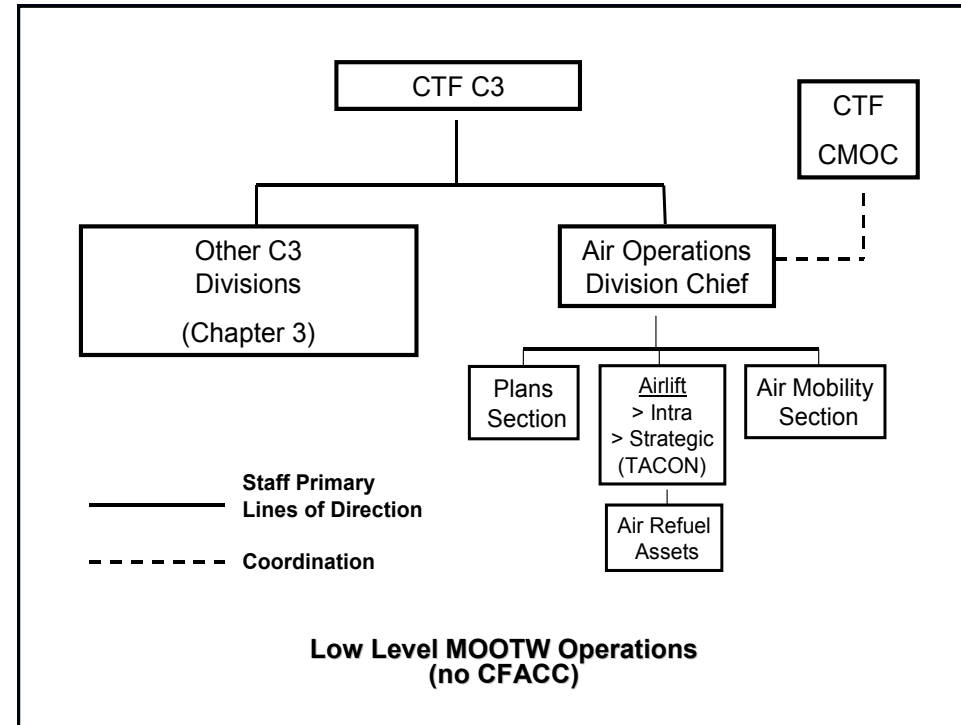 CTF C3
CTF
CMOC
Other C3
Divisions
(Chapter 3)
Air Operations
Division Chief
Plans
Section
Airlift
> Intra
> Strategic
(TACON)
Air Mobility
Section
Air Refuel
Assets
Staff Primary
Lines of Direction
Coordination
Low Level MOOTW Operations
(no CFACC)